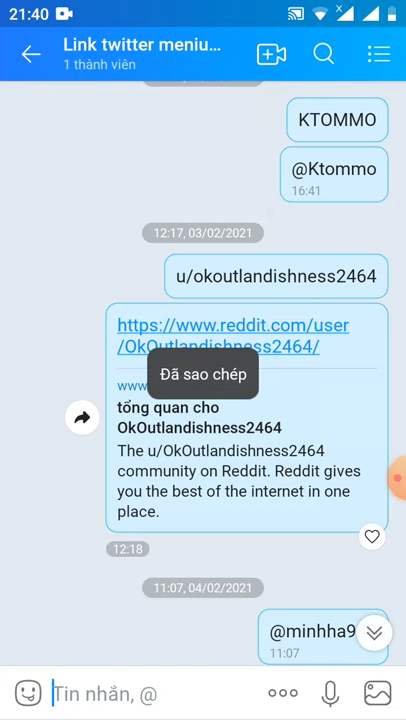 21:40
Link twitter meniu...
1 thành viên
KTOMMO
@Ktommo
16:41
12:17, 03/02/2021
u/okoutlandishness2464
https://www.reddit.com/user
/OkOutlandishness2464/
Đã sao chép
www
tổng quan cho
OkOutlandishness2464
The u/OkOutlandishness2464
community on Reddit. Reddit gives
you the best of the internet in one
place.
12:18
11:07, 04/02/2021
@minhha9
11:07
Tin nhắn, @